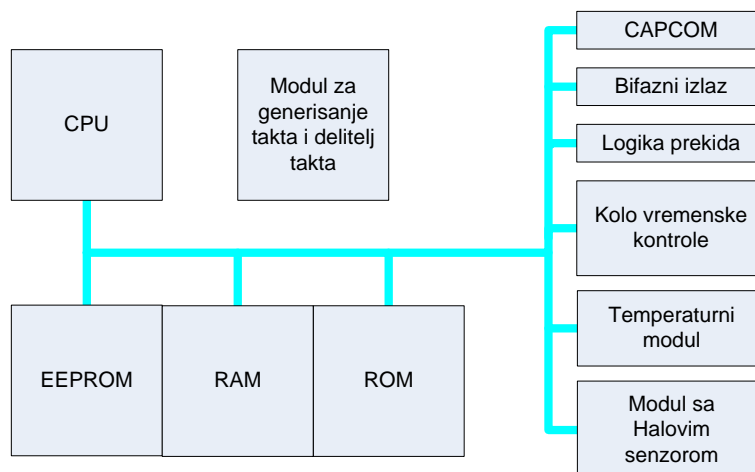 CPU
Modul za
generisanje
takta i delitelj
takta
CAPCOM
Bifazni izlaz
Logika prekida
Kolo vremenske
kontrole
Temperaturni
modul
Modul sa
Halovim
senzorom
EEPROM
RAM
ROM